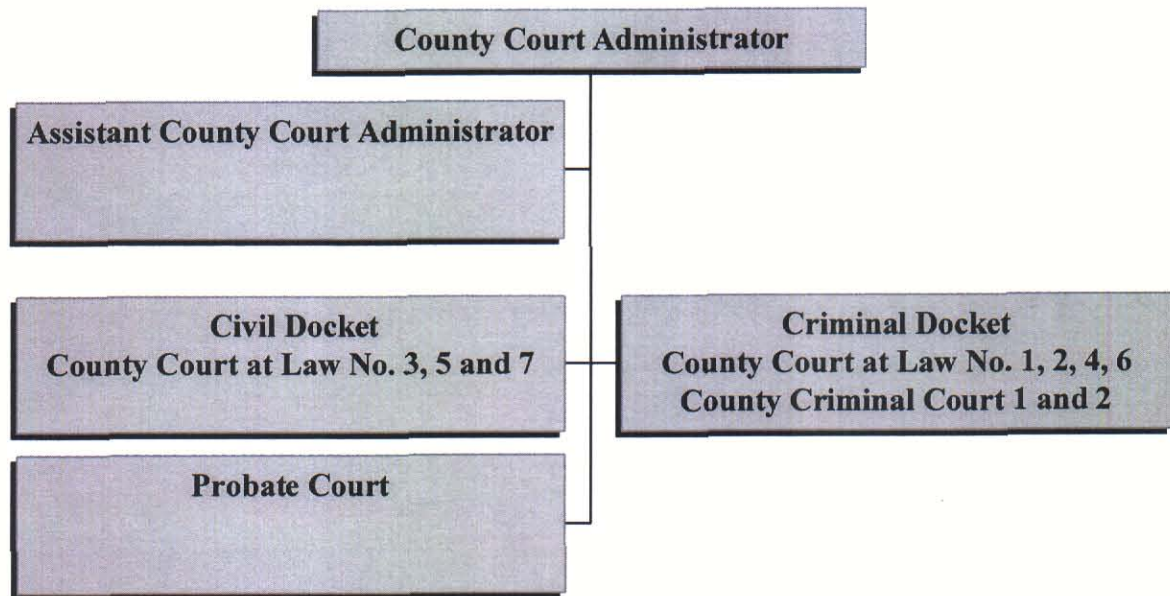 County Court Administrator
Assistant County Court Administrator
Civil Docket
County Court at Law No. 3, 5 and 7
Criminal Docket
County Court at Law No. 1, 2, 4, 6
County Criminal Court 1 and 2
Probate Court